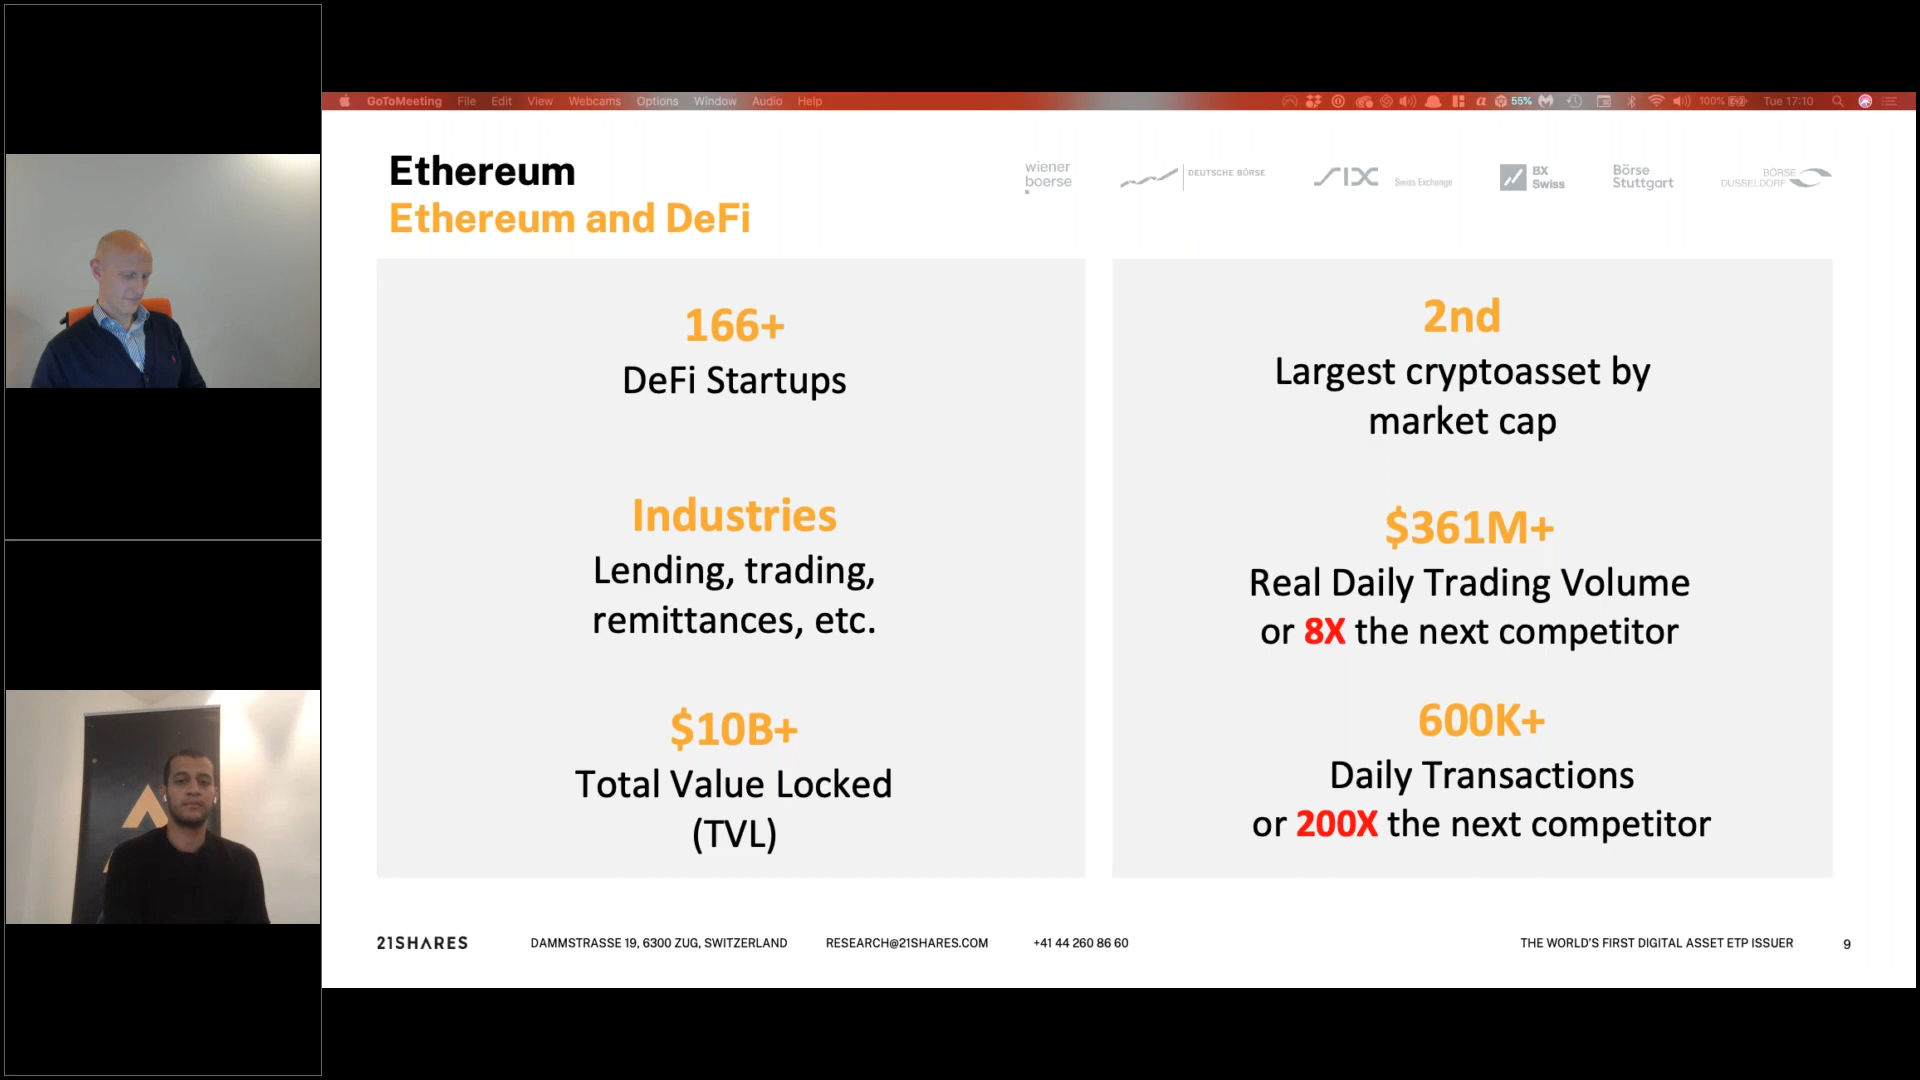 GoToMeeting File Edit View Webcams Options Window Audio Help
55% 100% Tue 17:10
Ethereum
Ethereum and DeFi
wiener
boerse
DEUTSCHE BÖRSE
SIX Swiss Exchange
BX
Swiss
Börse
Stuttgart
BÖRSE
DÜSSELDORF
166+
DeFi Startups
Industries
Lending, trading,
remittances, etc.
$10B+
Total Value Locked
(TVL)
2nd
Largest cryptoasset by
market cap
$361M+
Real Daily Trading Volume
or 8X the next competitor
600K+
Daily Transactions
or 200X the next competitor
21SHARES DAMMSTRASSE 19, 6300 ZUG, SWITZERLAND RESEARCH@21SHARES.COM +41 44 260 86 60 THE WORLD'S FIRST DIGITAL ASSET ETP ISSUER 9